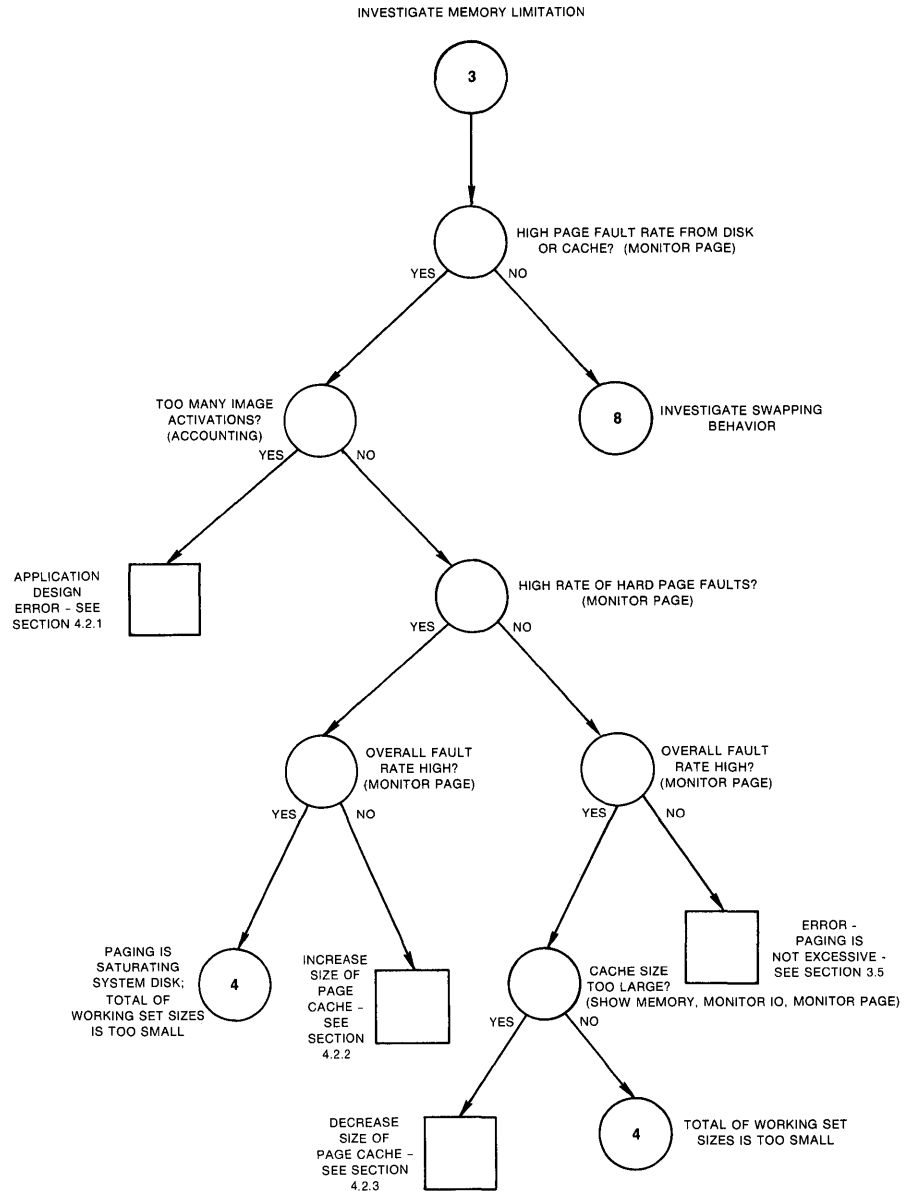 INVESTIGATE MEMORY LIMITATION
3
HIGH PAGE FAULT RATE FROM DISK
OR CACHE? (MONITOR PAGE)
YES
NO
TOO MANY IMAGE
ACTIVATIONS?
(ACCOUNTING)
8
INVESTIGATE SWAPPING
BEHAVIOR
YES
NO
APPLICATION
DESIGN
ERROR – SEE
SECTION 4.2.1
HIGH RATE OF HARD PAGE FAULTS?
(MONITOR PAGE)
YES
NO
OVERALL FAULT
RATE HIGH?
(MONITOR PAGE)
OVERALL FAULT
RATE HIGH?
(MONITOR PAGE)
YES
NO
YES
NO
PAGING IS
SATURATING
SYSTEM DISK;
TOTAL OF
WORKING SET SIZES
IS TOO SMALL
4
INCREASE
SIZE OF
PAGE
CACHE –
SEE
SECTION
4.2.2
CACHE SIZE
TOO LARGE?
(SHOW MEMORY, MONITOR IO, MONITOR PAGE)
ERROR –
PAGING IS
NOT EXCESSIVE –
SEE SECTION 3.5
YES
NO
DECREASE
SIZE OF
PAGE CACHE –
SEE SECTION
4.2.3
4
TOTAL OF WORKING SET
SIZES IS TOO SMALL